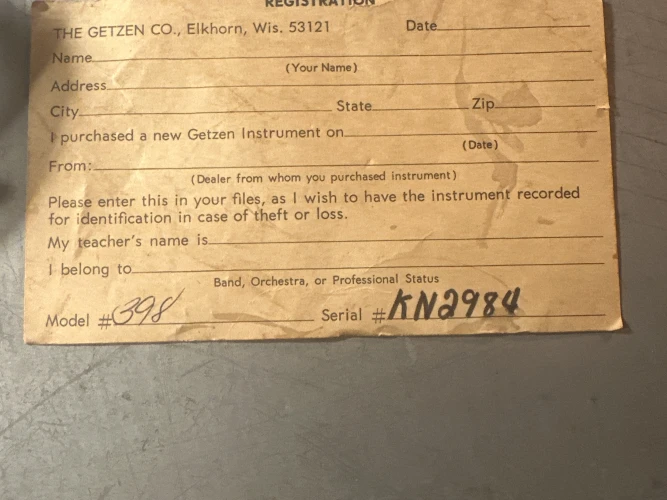 REGISTRATION
THE GETZEN CO., Elkhorn, Wis. 53121 Date
Name
(Your Name)
Address
City State Zip
I purchased a new Getzen Instrument on
(Date)
From:
(Dealer from whom you purchased instrument)
Please enter this in your files, as I wish to have the instrument recorded
for identification in case of theft or loss.
My teacher's name is
I belong to
Band, Orchestra, or Professional Status
Model #398 Serial #KN2984